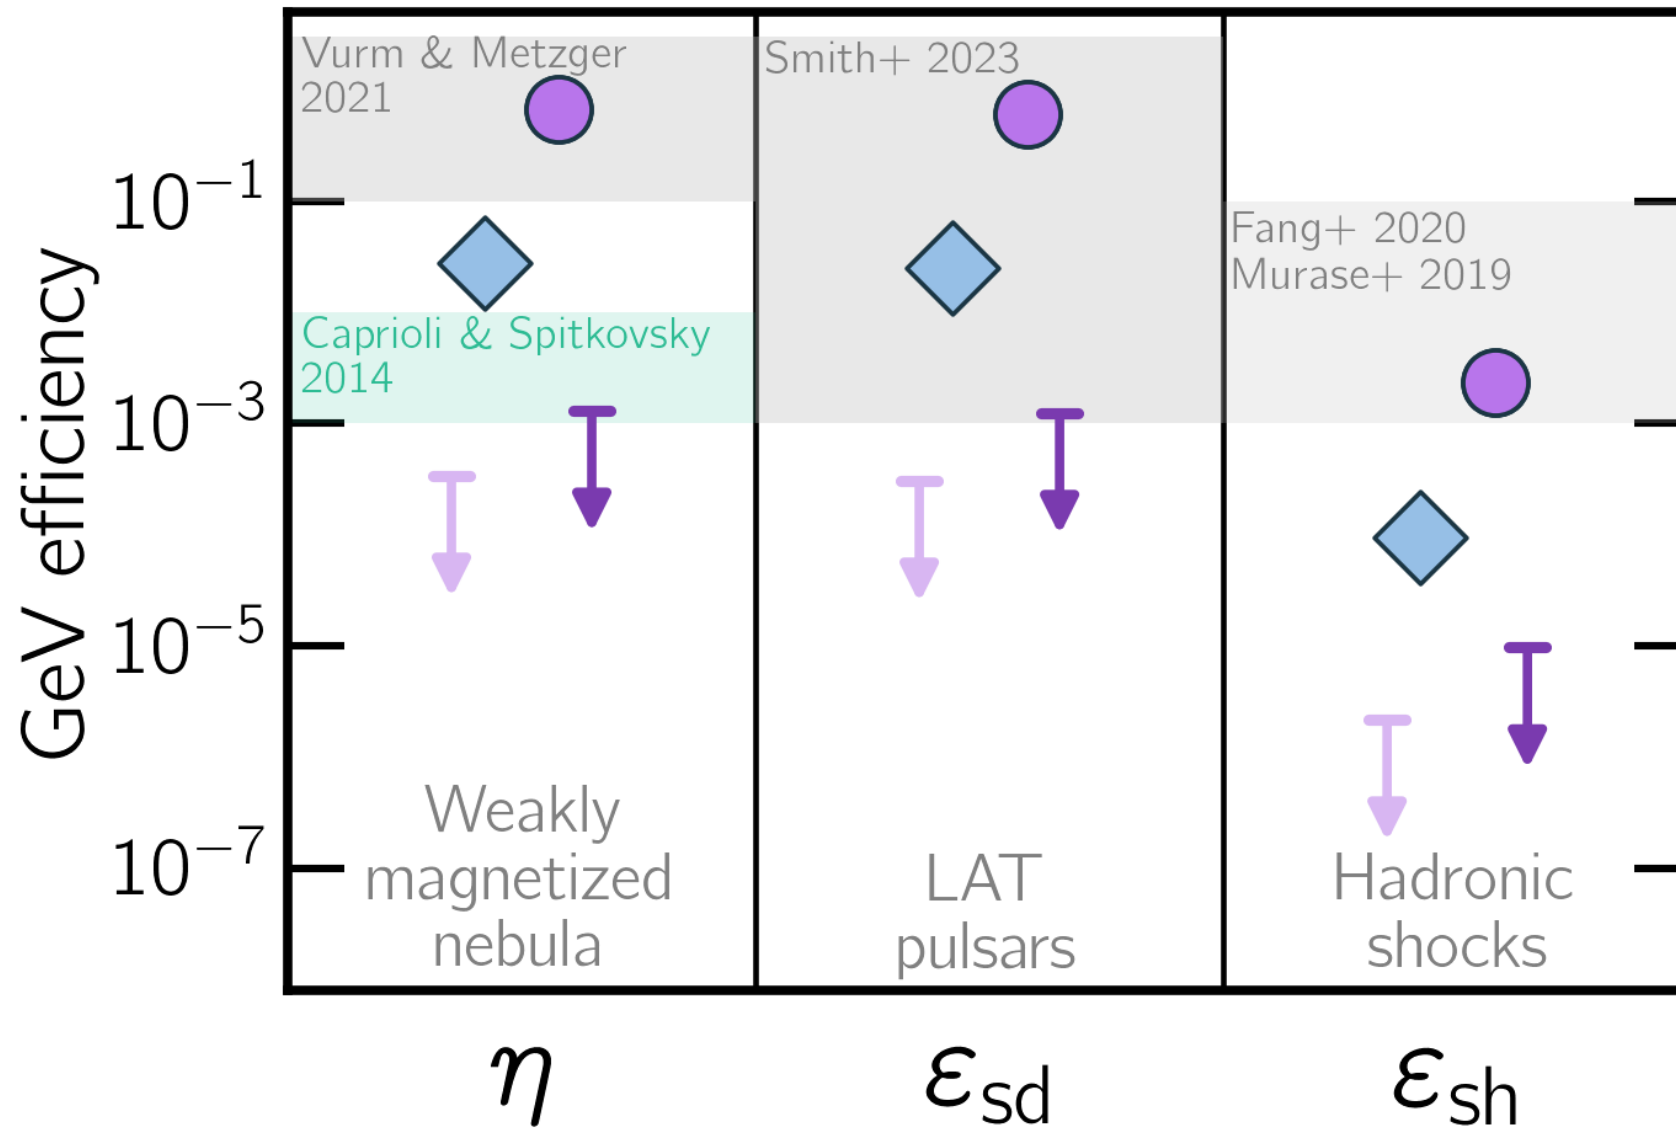 Vurm & Metzger
2021
Smith+ 2023
Fang+ 2020
Murase+ 2019
Caprioli & Spitkovsky
2014
GeV efficiency
10⁻¹
10⁻³
10⁻⁵
10⁻⁷
Weakly
magnetized
nebula
LAT
pulsars
Hadronic
shocks
η
ε_sd
ε_sh